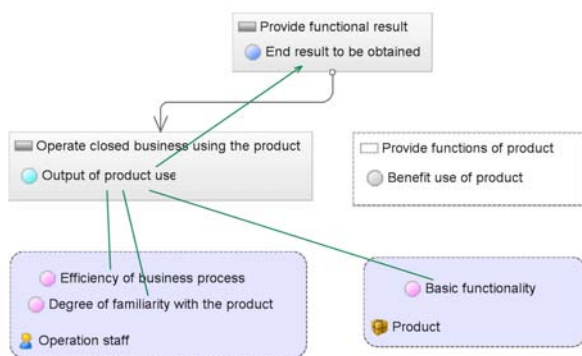 Provide functional result
End result to be obtained
Operate closed business using the product
Output of product use
Provide functions of product
Benefit use of product
Efficiency of business process
Degree of familiarity with the product
Operation staff
Basic functionality
Product